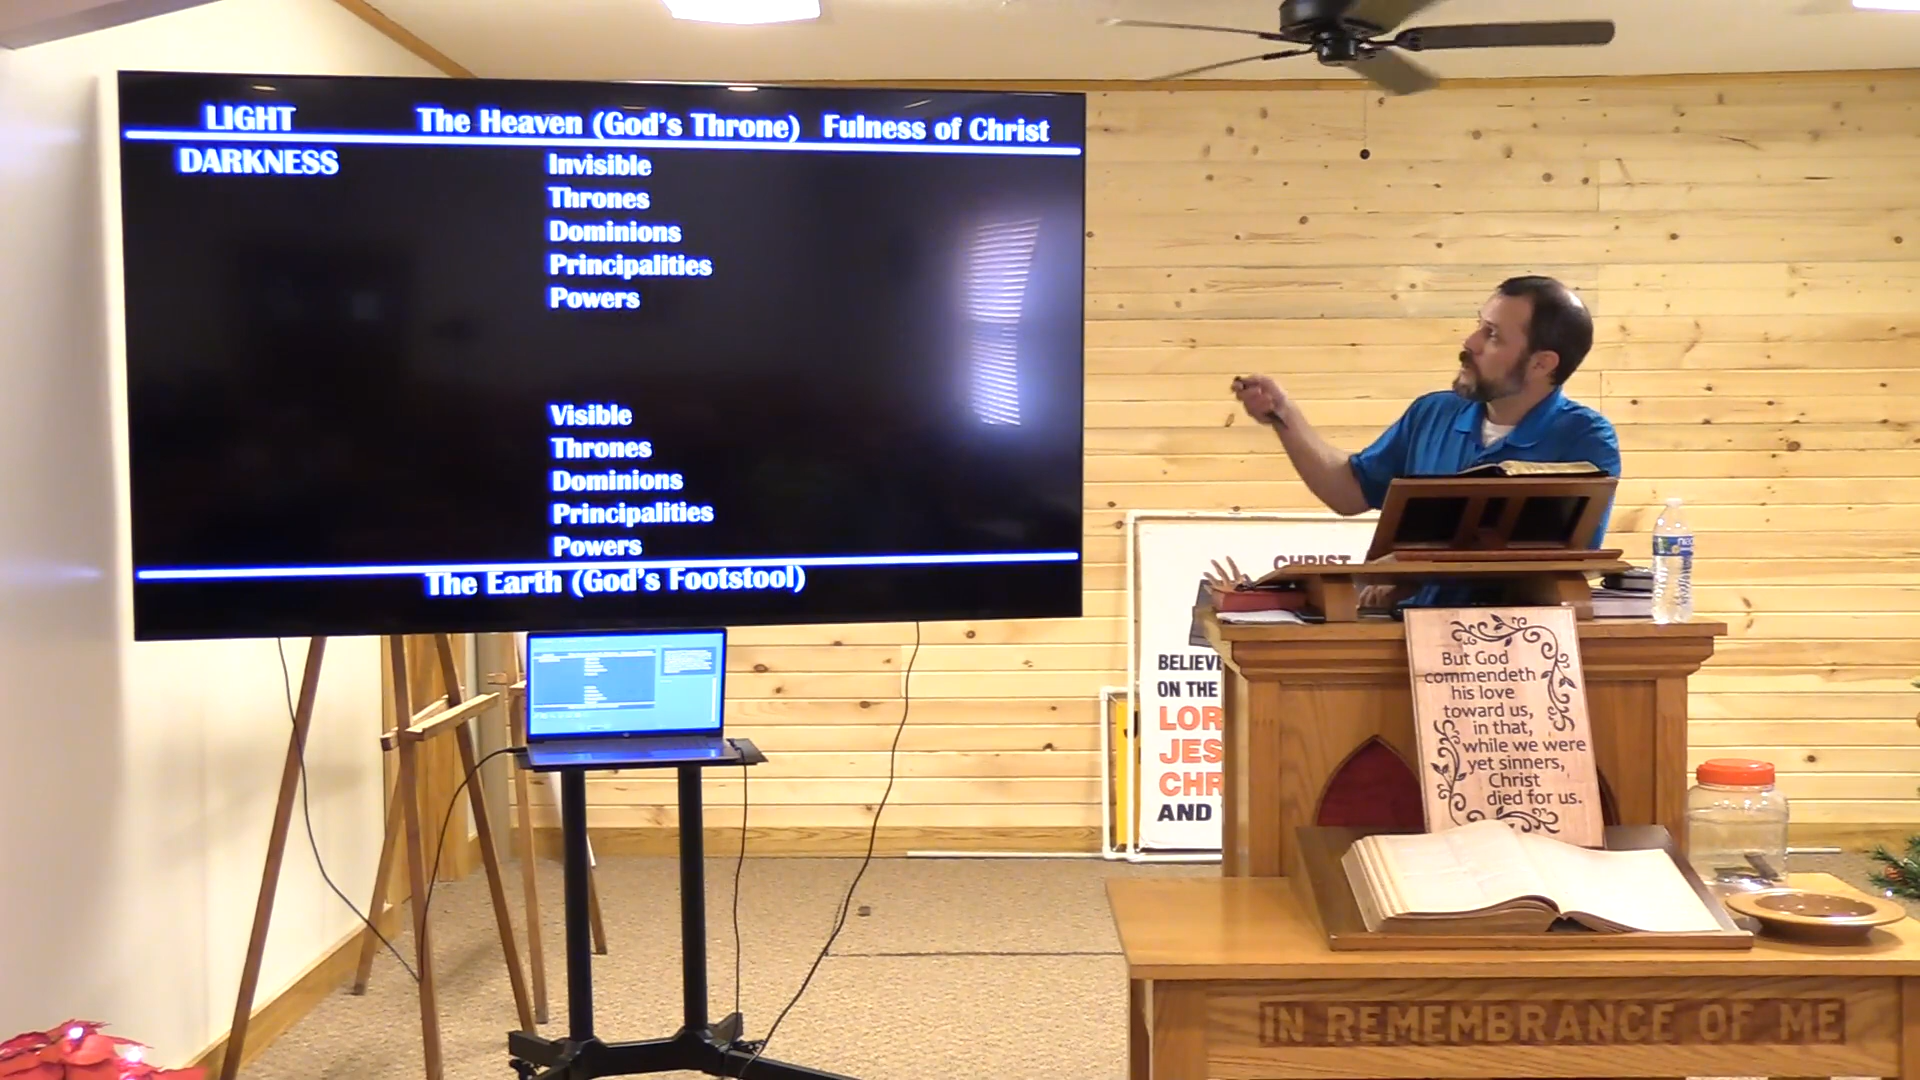 LIGHT The Heaven (God's Throne) Fulness of Christ
DARKNESS Invisible
Thrones
Dominions
Principalities
Powers
Visible
Thrones
Dominions
Principalities
Powers
The Earth (God's Footstool)
CHRIST
BELIEVE
ON THE
LOR
JES
CHR
AND
But God
commendeth
his love
toward us,
in that,
while we were
yet sinners,
Christ
died for us.
IN REMEMBRANCE OF ME